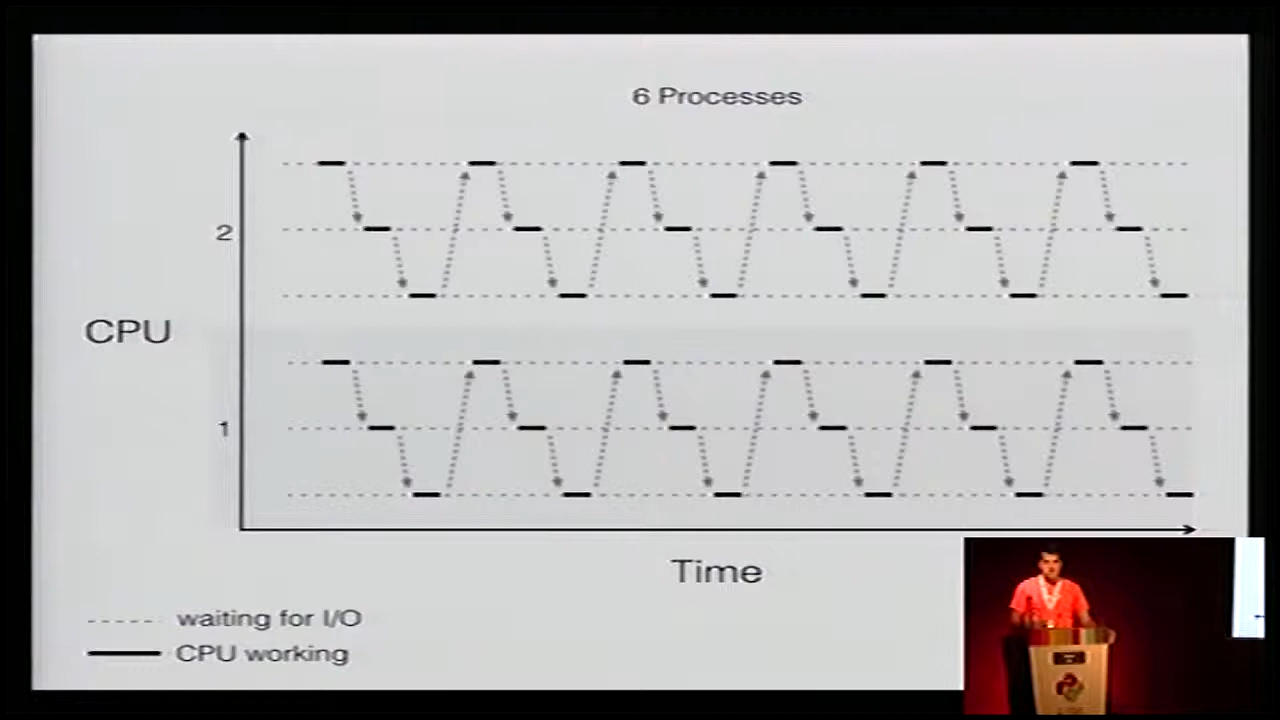 6 Processes
2
CPU
1
Time
waiting for I/O
CPU working